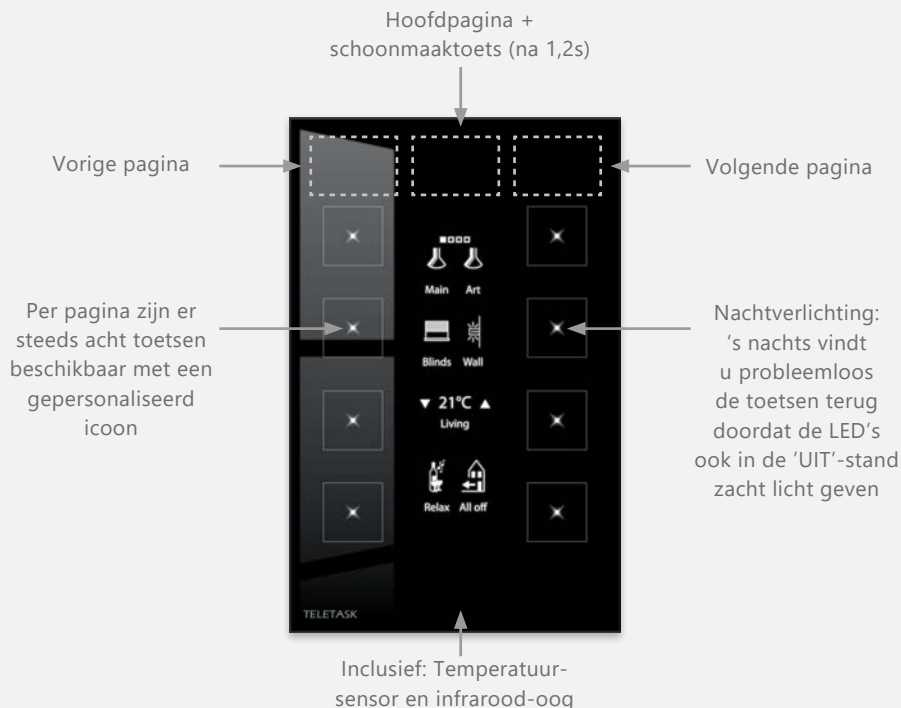 Hoofdpagina +
schoonmaaktoets (na 1,2s)
Vorige pagina
Volgende pagina
Main Art
Per pagina zijn er
steeds acht toetsen
beschikbaar met een
gepersonaliseerd
icoon
Blinds Wall
▼ 21°C ▲
Living
Relax All off
Nachtverlichting:
‘s nachts vindt
u probleemloos
de toetsen terug
doordat de LED’s
ook in de ‘UIT’-stand
zacht licht geven
TELETASK
Inclusief: Temperatuur-
sensor en infrarood-oog